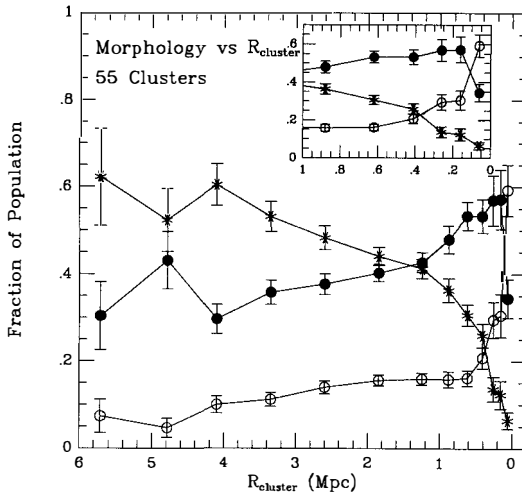 Morphology vs R_cluster
55 Clusters
Fraction of Population
1
.8
.6
.4
.2
0
6 5 4 3 2 1 0
R_cluster (Mpc)
.6
.4
.2
0
1 .8 .6 .4 .2 0